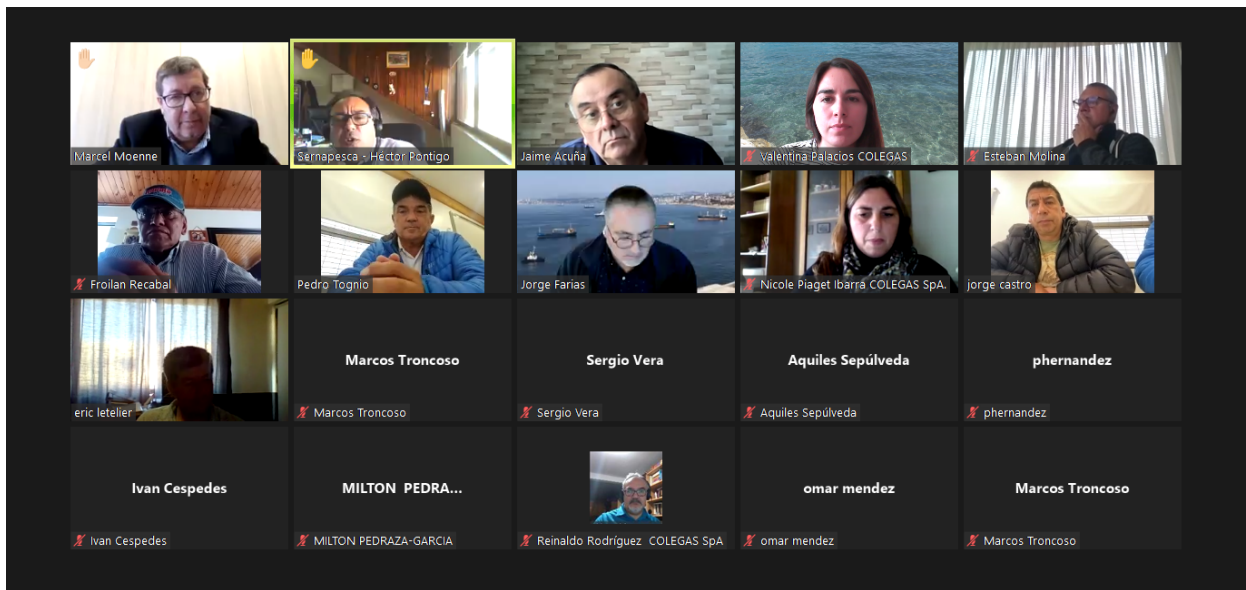 Marcel Moenne
Sernapesca - Héctor Pontigo
Jaime Acuña
Valentina Palacios COLEGAS
Esteban Molina
Froilan Recabal
Pedro Tognio
Jorge Farias
Nicole Piaget Ibarra COLEGAS SpA.
jorge castro
eric letelier
Marcos Troncoso
Marcos Troncoso
Sergio Vera
Sergio Vera
Aquiles Sepúlveda
Aquiles Sepúlveda
phernandez
phernandez
Ivan Cespedes
Ivan Cespedes
MILTON PEDRA...
MILTON PEDRAZA-GARCIA
Reinaldo Rodríguez COLEGAS SpA
omar mendez
omar mendez
Marcos Troncoso
Marcos Troncoso